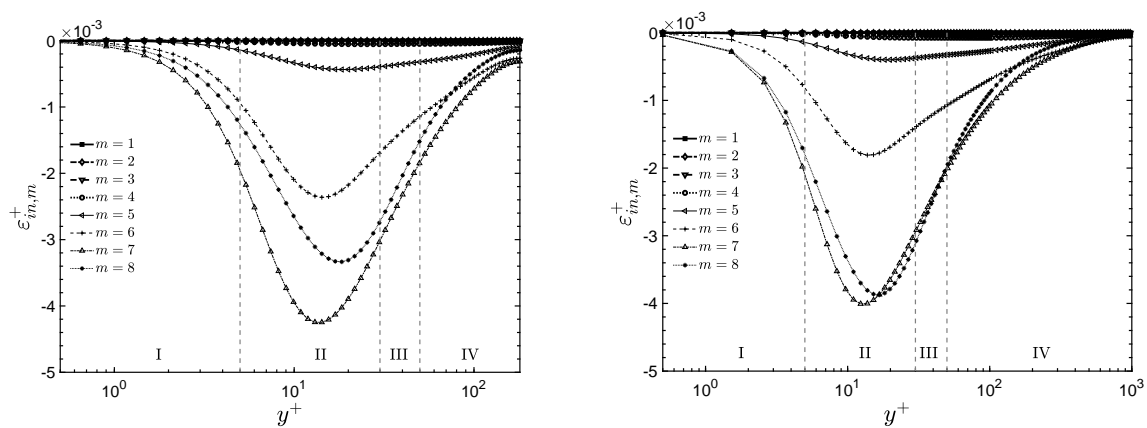 ×10⁻³
0
-1
-2
-3
-4
-5
ε⁺in,m
m = 1
m = 2
m = 3
m = 4
m = 5
m = 6
m = 7
m = 8
I II III IV
10⁰ 10¹ 10²
y⁺
×10⁻³
0
-1
-2
-3
-4
-5
ε⁺in,m
m = 1
m = 2
m = 3
m = 4
m = 5
m = 6
m = 7
m = 8
I II III IV
10⁰ 10¹ 10² 10³
y⁺